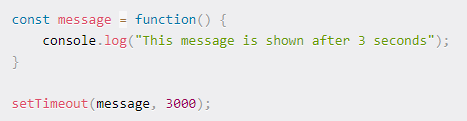 const message = function() {
    console.log("This message is shown after 3 seconds");
}

setTimeout(message, 3000);